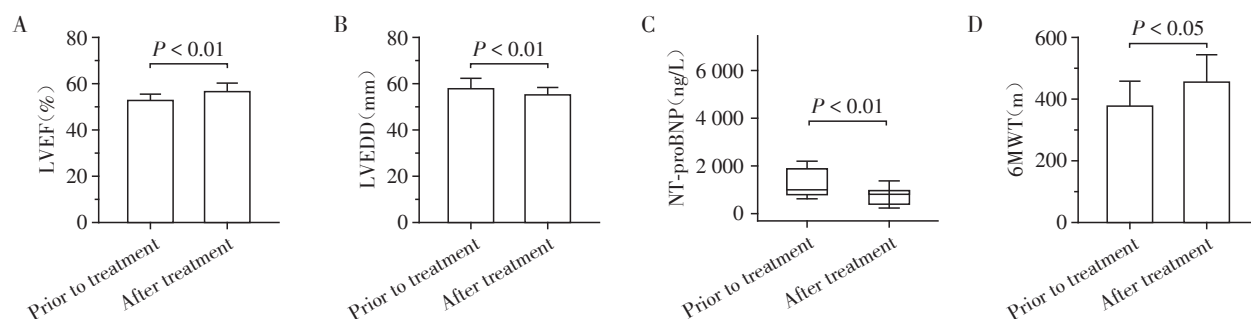 A
LVEF(%)
80
60
40
20
0
P < 0.01
Prior to treatment
After treatment
B
LVEDD(mm)
80
60
40
20
0
P < 0.01
Prior to treatment
After treatment
C
NT-proBNP(ng/L)
6 000
4 000
2 000
0
P < 0.01
Prior to treatment
After treatment
D
6MWT(m)
600
400
200
0
P < 0.05
Prior to treatment
After treatment